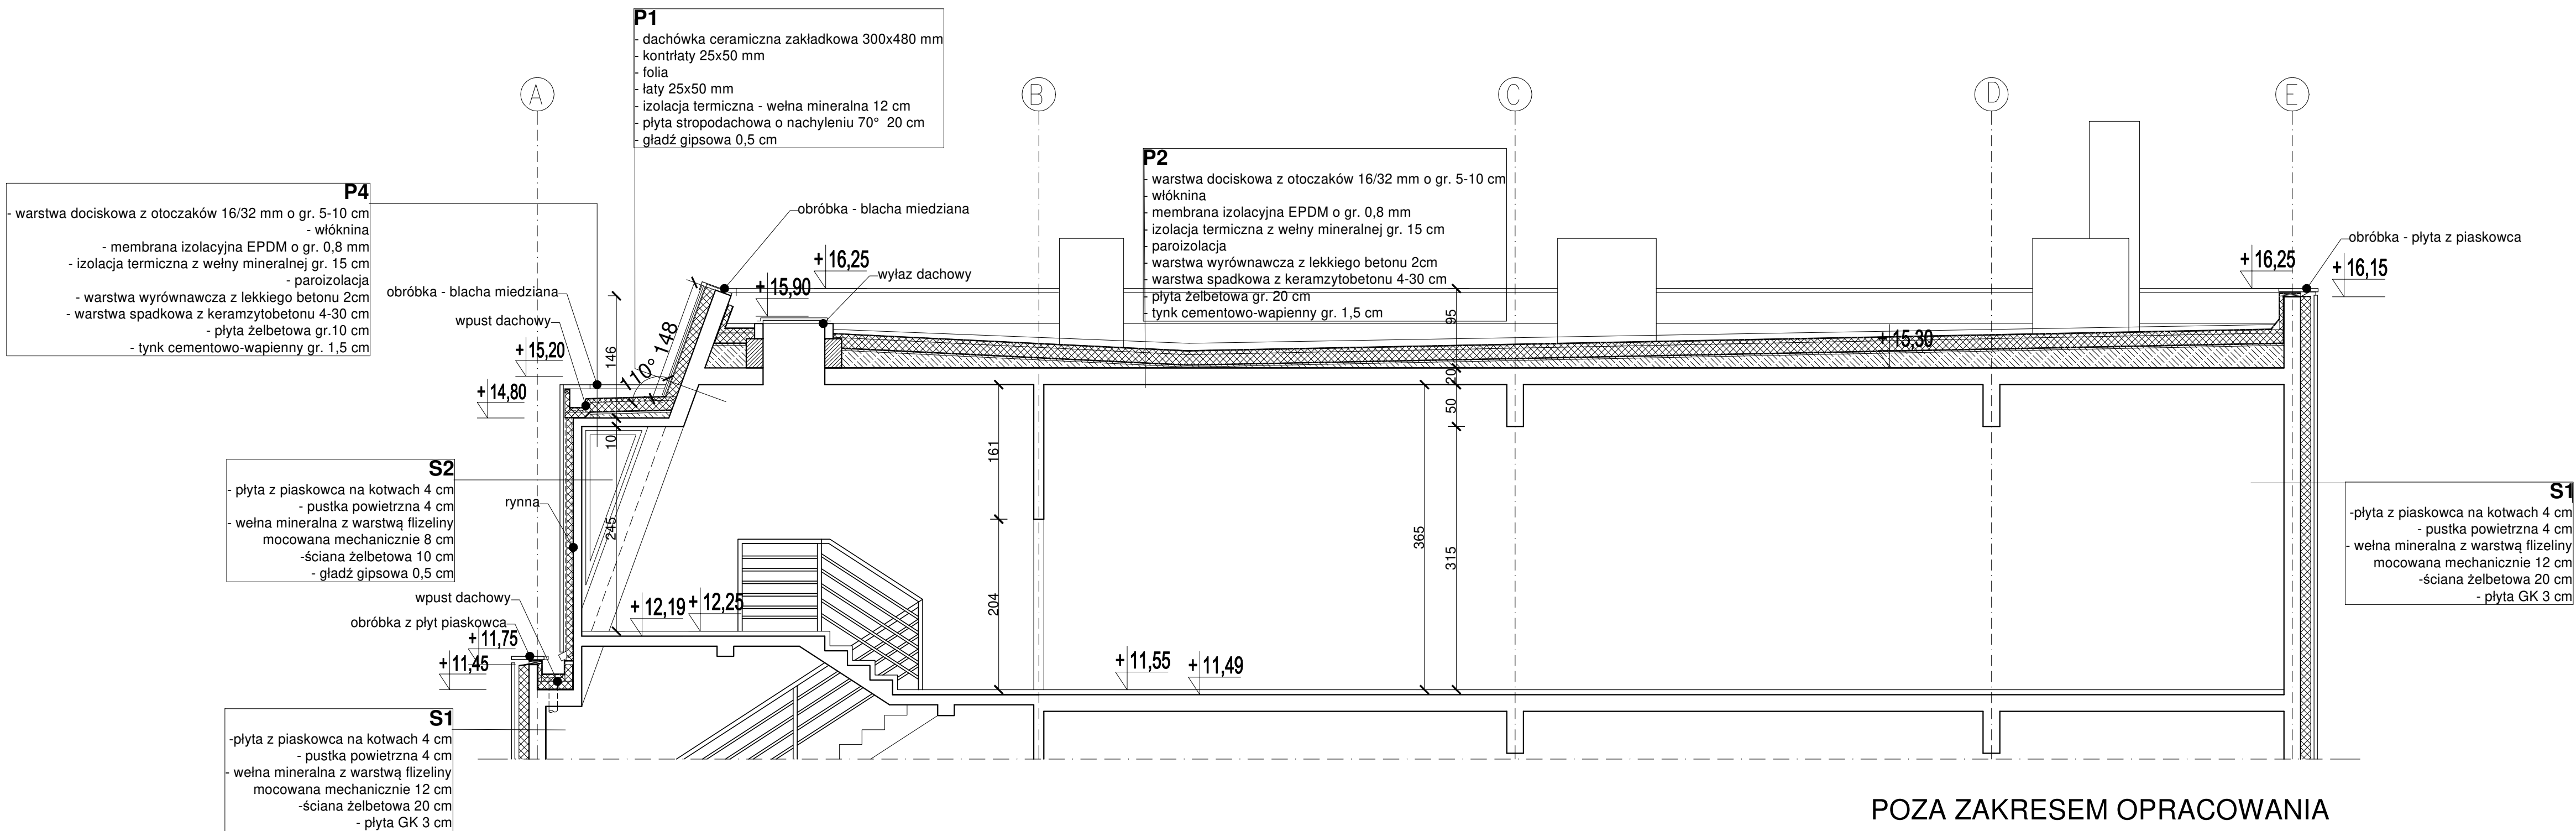 P1
- dachówka ceramiczna zakładkowa 300x480 mm
- kontrłaty 25x50 mm
- folia
- łaty 25x50 mm
- izolacja termiczna - wełna mineralna 12 cm
- płyta stropodachowa o nachyleniu 70° 20 cm
- gładź gipsowa 0,5 cm
A
B
C
D
E
P4
- warstwa dociskowa z otoczaków 16/32 mm o gr. 5-10 cm
- włóknina
- membrana izolacyjna EPDM o gr. 0,8 mm
- izolacja termiczna z wełny mineralnej gr. 15 cm
- paroizolacja
- warstwa wyrównawcza z lekkiego betonu 2cm
- warstwa spadkowa z keramzytobetonu 4-30 cm
- płyta żelbetowa gr.10 cm
- tynk cementowo-wapienny gr. 1,5 cm
P2
- warstwa dociskowa z otoczaków 16/32 mm o gr. 5-10 cm
- włóknina
- membrana izolacyjna EPDM o gr. 0,8 mm
- izolacja termiczna z wełny mineralnej gr. 15 cm
- paroizolacja
- warstwa wyrównawcza z lekkiego betonu 2cm
- warstwa spadkowa z keramzytobetonu 4-30 cm
- płyta żelbetowa gr. 20 cm
- tynk cementowo-wapienny gr. 1,5 cm
obróbka - blacha miedziana
+16,25
wyłaz dachowy
+15,90
obróbka - płyta z piaskowca
+16,25
+16,15
obróbka - blacha miedziana
wpust dachowy
+15,20
+14,80
146
148
110°
95
+15,30
20
50
10
161
245
204
365
315
S2
- płyta z piaskowca na kotwach 4 cm
- pustka powietrzna 4 cm
- wełna mineralna z warstwą flizeliny
mocowana mechanicznie 8 cm
-ściana żelbetowa 10 cm
- gładź gipsowa 0,5 cm
rynna
S1
-płyta z piaskowca na kotwach 4 cm
- pustka powietrzna 4 cm
- wełna mineralna z warstwą flizeliny
mocowana mechanicznie 12 cm
-ściana żelbetowa 20 cm
- płyta GK 3 cm
wpust dachowy
obróbka z płyt piaskowca
+11,75
+11,45
+12,19
+12,25
+11,55
+11,49
S1
-płyta z piaskowca na kotwach 4 cm
- pustka powietrzna 4 cm
- wełna mineralna z warstwą flizeliny
mocowana mechanicznie 12 cm
-ściana żelbetowa 20 cm
- płyta GK 3 cm
POZA ZAKRESEM OPRACOWANIA